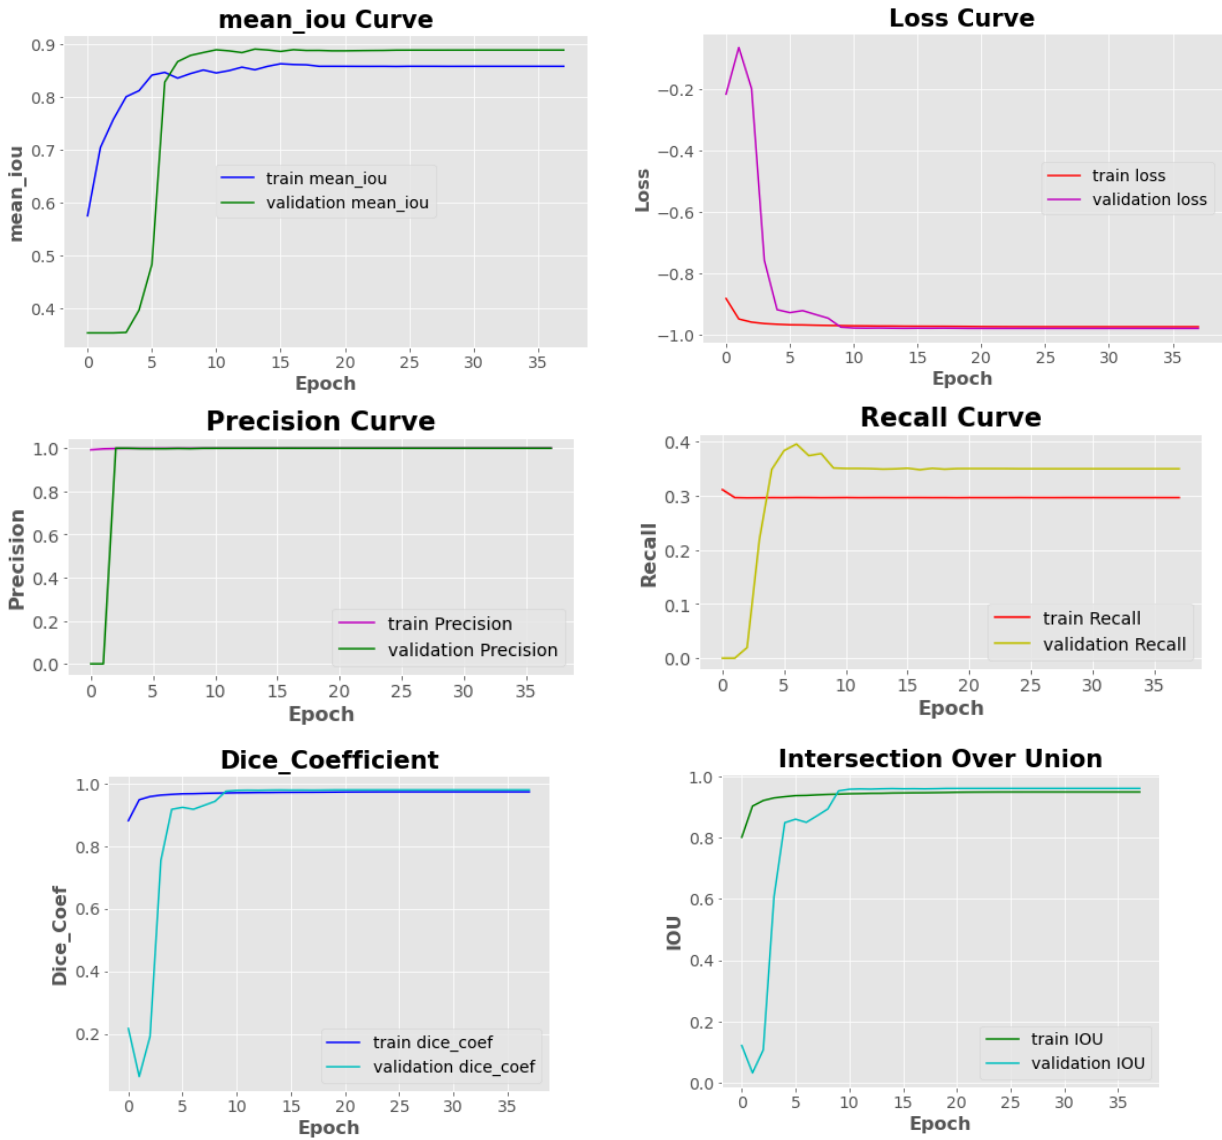 mean_iou Curve
0.9
0.8
0.7
0.6
0.5
0.4
mean_iou
train mean_iou
validation mean_iou
0 5 10 15 20 25 30 35
Epoch
Loss Curve
−0.2
−0.4
−0.6
−0.8
−1.0
Loss
train loss
validation loss
0 5 10 15 20 25 30 35
Epoch
Precision Curve
1.0
0.8
0.6
0.4
0.2
0.0
Precision
train Precision
validation Precision
0 5 10 15 20 25 30 35
Epoch
Recall Curve
0.4
0.3
0.2
0.1
0.0
Recall
train Recall
validation Recall
0 5 10 15 20 25 30 35
Epoch
Dice_Coefficient
1.0
0.8
0.6
0.4
0.2
Dice_Coef
train dice_coef
validation dice_coef
0 5 10 15 20 25 30 35
Epoch
Intersection Over Union
1.0
0.8
0.6
0.4
0.2
0.0
IOU
train IOU
validation IOU
0 5 10 15 20 25 30 35
Epoch